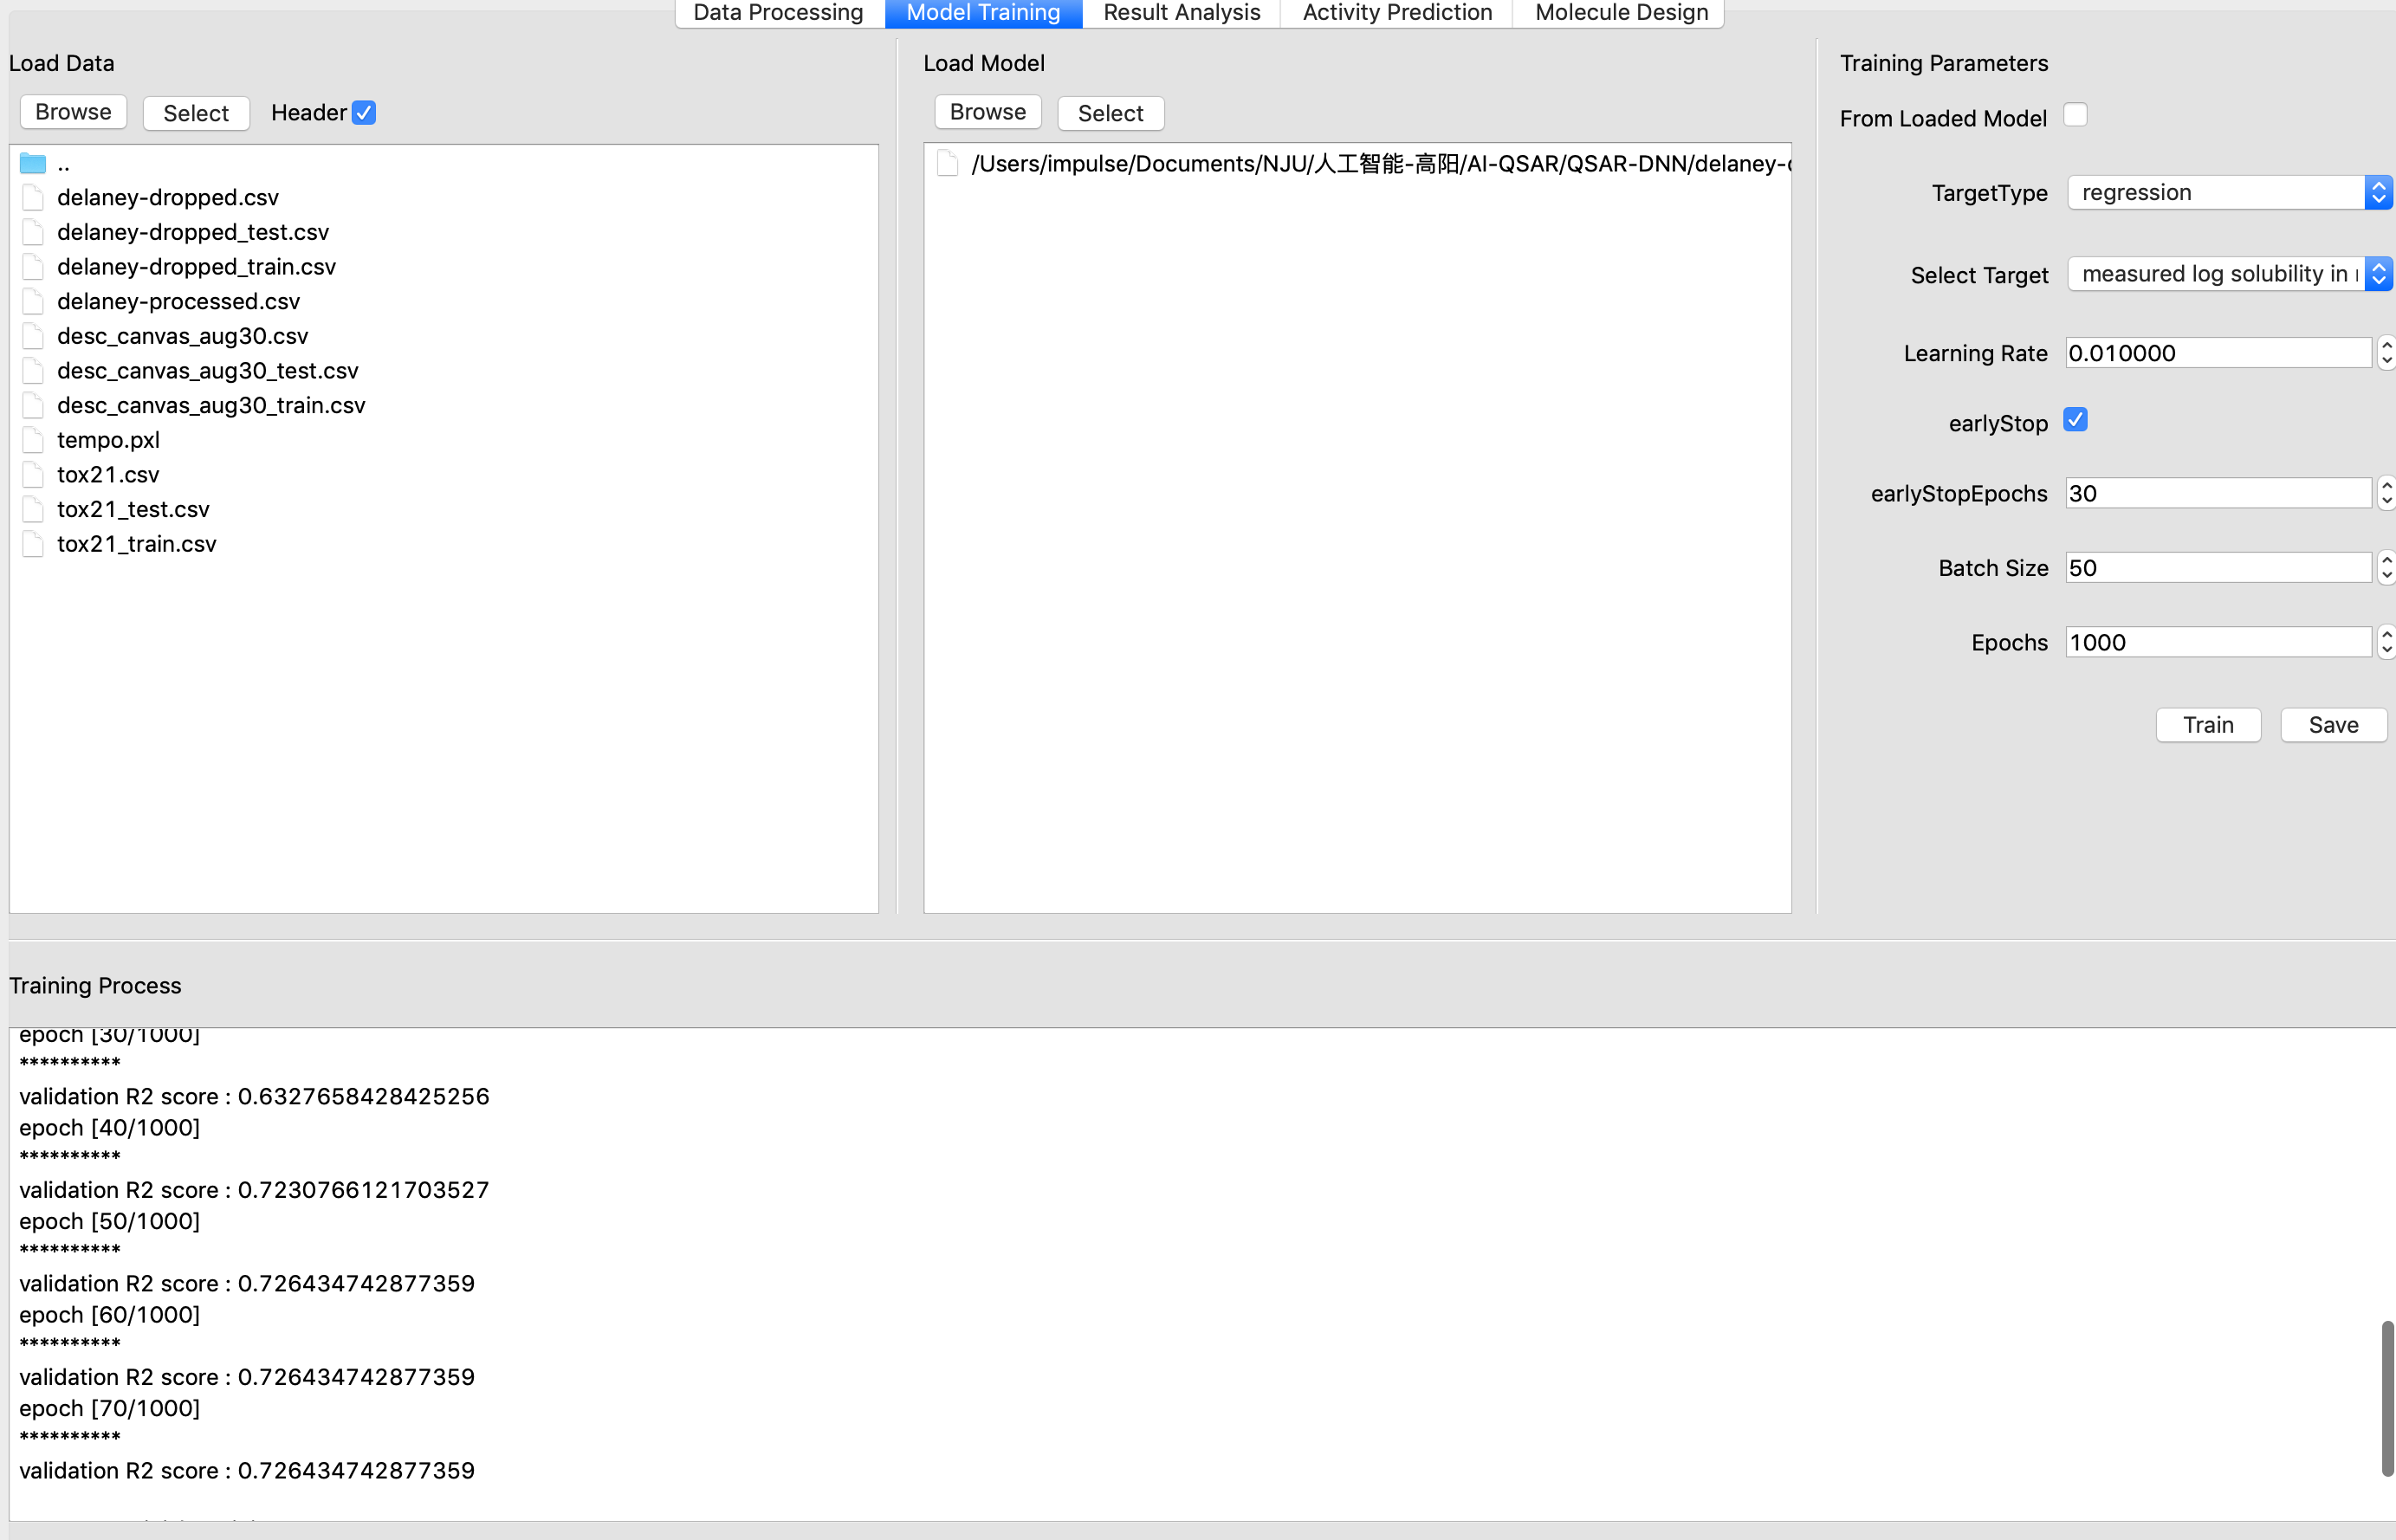 Data Processing Model Training Result Analysis Activity Prediction Molecule Design
Load Data
Browse Select Header
..
delaney-dropped.csv
delaney-dropped_test.csv
delaney-dropped_train.csv
delaney-processed.csv
desc_canvas_aug30.csv
desc_canvas_aug30_test.csv
desc_canvas_aug30_train.csv
tempo.pxl
tox21.csv
tox21_test.csv
tox21_train.csv
Load Model
Browse Select
/Users/impulse/Documents/NJU/人工智能-高阳/AI-QSAR/QSAR-DNN/delaney-
Training Parameters
From Loaded Model
TargetType regression
Select Target measured log solubility in
Learning Rate 0.010000
earlyStop
earlyStopEpochs 30
Batch Size 50
Epochs 1000
Train Save
Training Process
epoch [30/1000]
**********
validation R2 score : 0.6327658428425256
epoch [40/1000]
**********
validation R2 score : 0.7230766121703527
epoch [50/1000]
**********
validation R2 score : 0.726434742877359
epoch [60/1000]
**********
validation R2 score : 0.726434742877359
epoch [70/1000]
**********
validation R2 score : 0.726434742877359